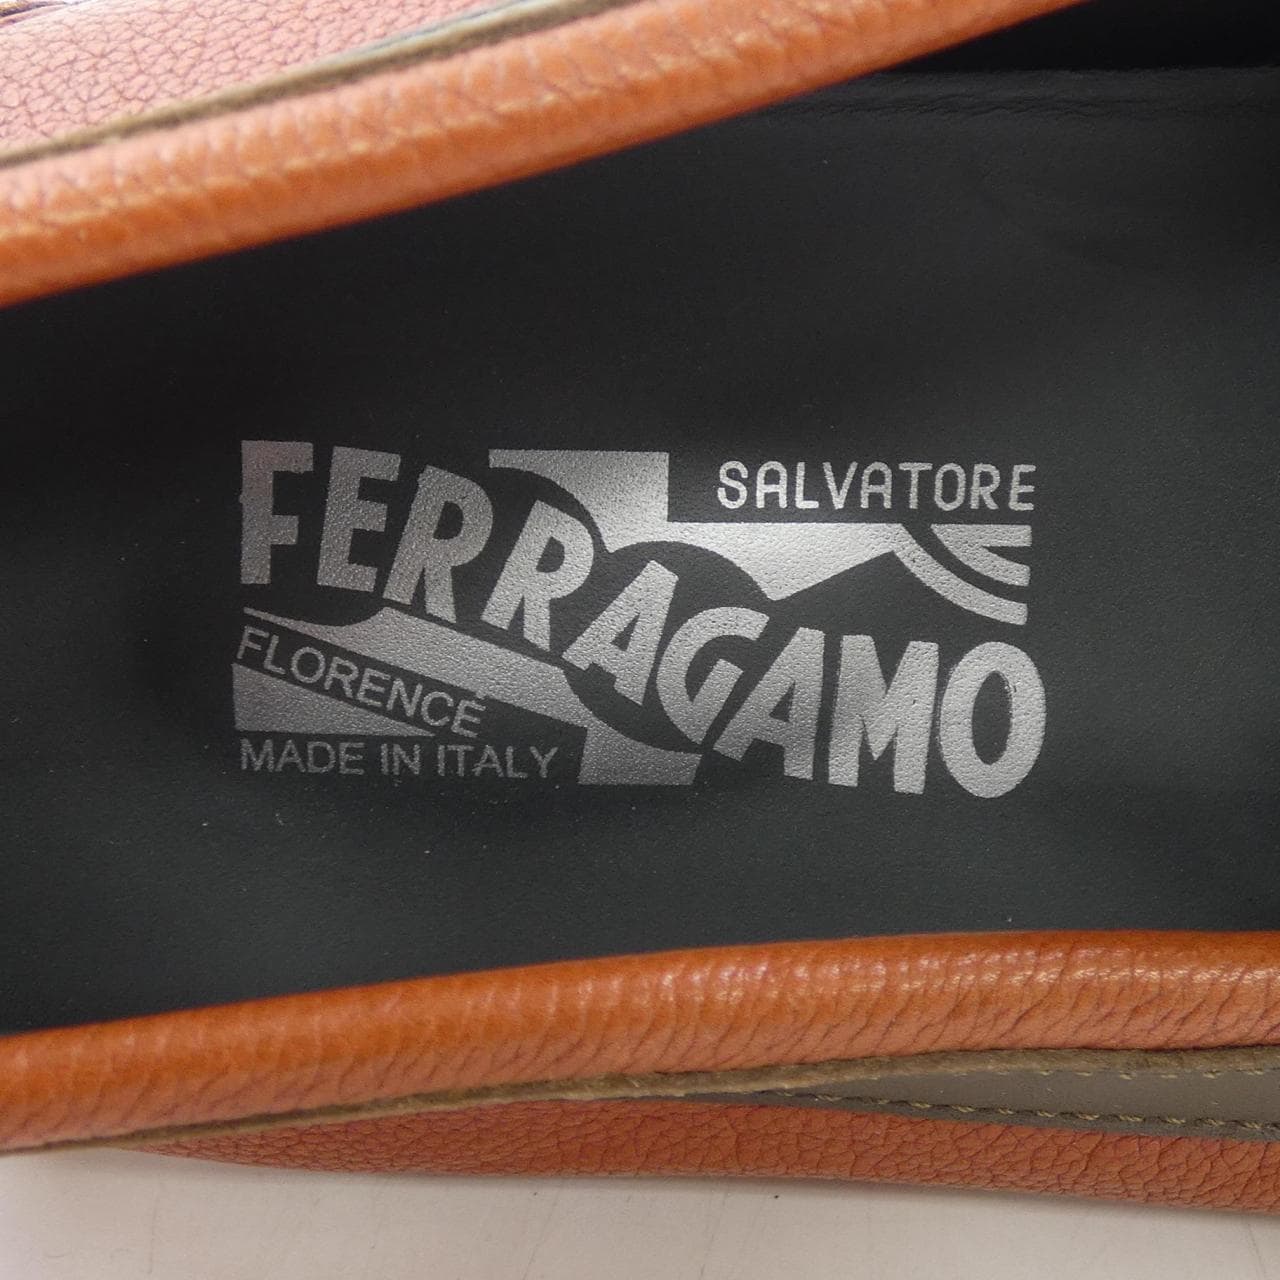 SALVATORE
FERRAGAMO
FLORENCE
MADE IN ITALY